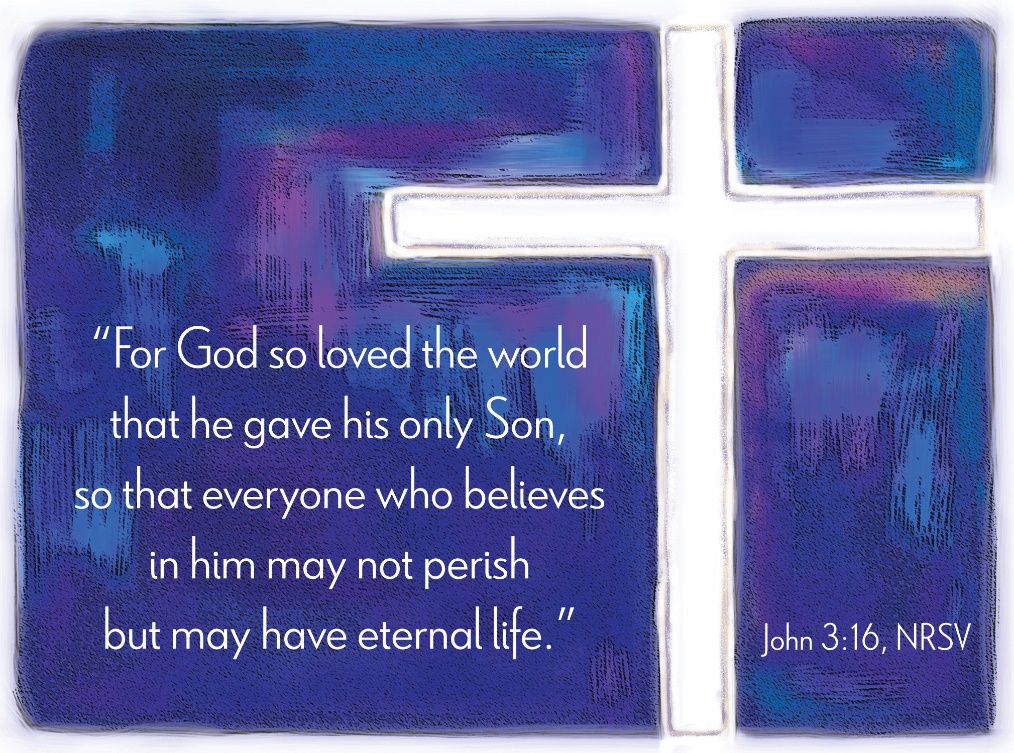 “For God so loved the world
that he gave his only Son,
so that everyone who believes
in him may not perish
but may have eternal life.”
John 3:16, NRSV